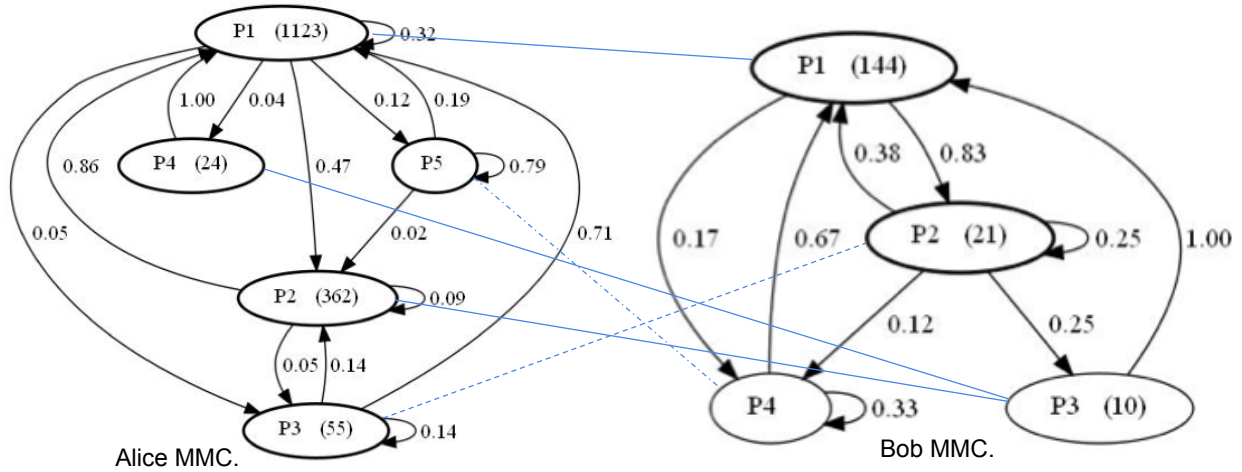 P1 (1123)
0.32
1.00
0.04
0.12
0.19
P4 (24)
P5
0.79
0.86
0.47
0.05
0.02
0.71
P2 (362)
0.09
0.05
0.14
P3 (55)
0.14
Alice MMC.
P1 (144)
0.38
0.83
0.17
0.67
P2 (21)
0.25
1.00
0.12
0.25
P4
0.33
P3 (10)
Bob MMC.